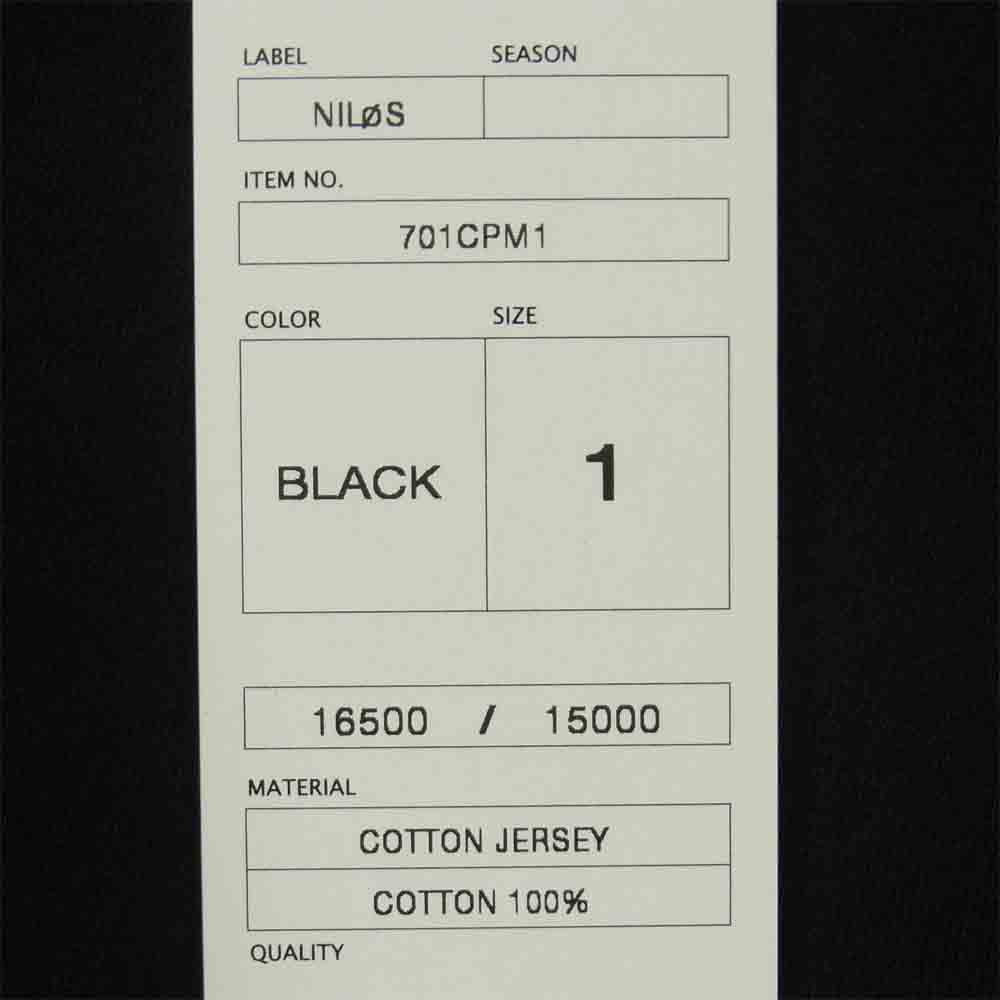 LABEL SEASON
NILøS
ITEM NO.
701CPM1
COLOR SIZE
BLACK 1
16500 / 15000
MATERIAL
COTTON JERSEY
COTTON 100%
QUALITY